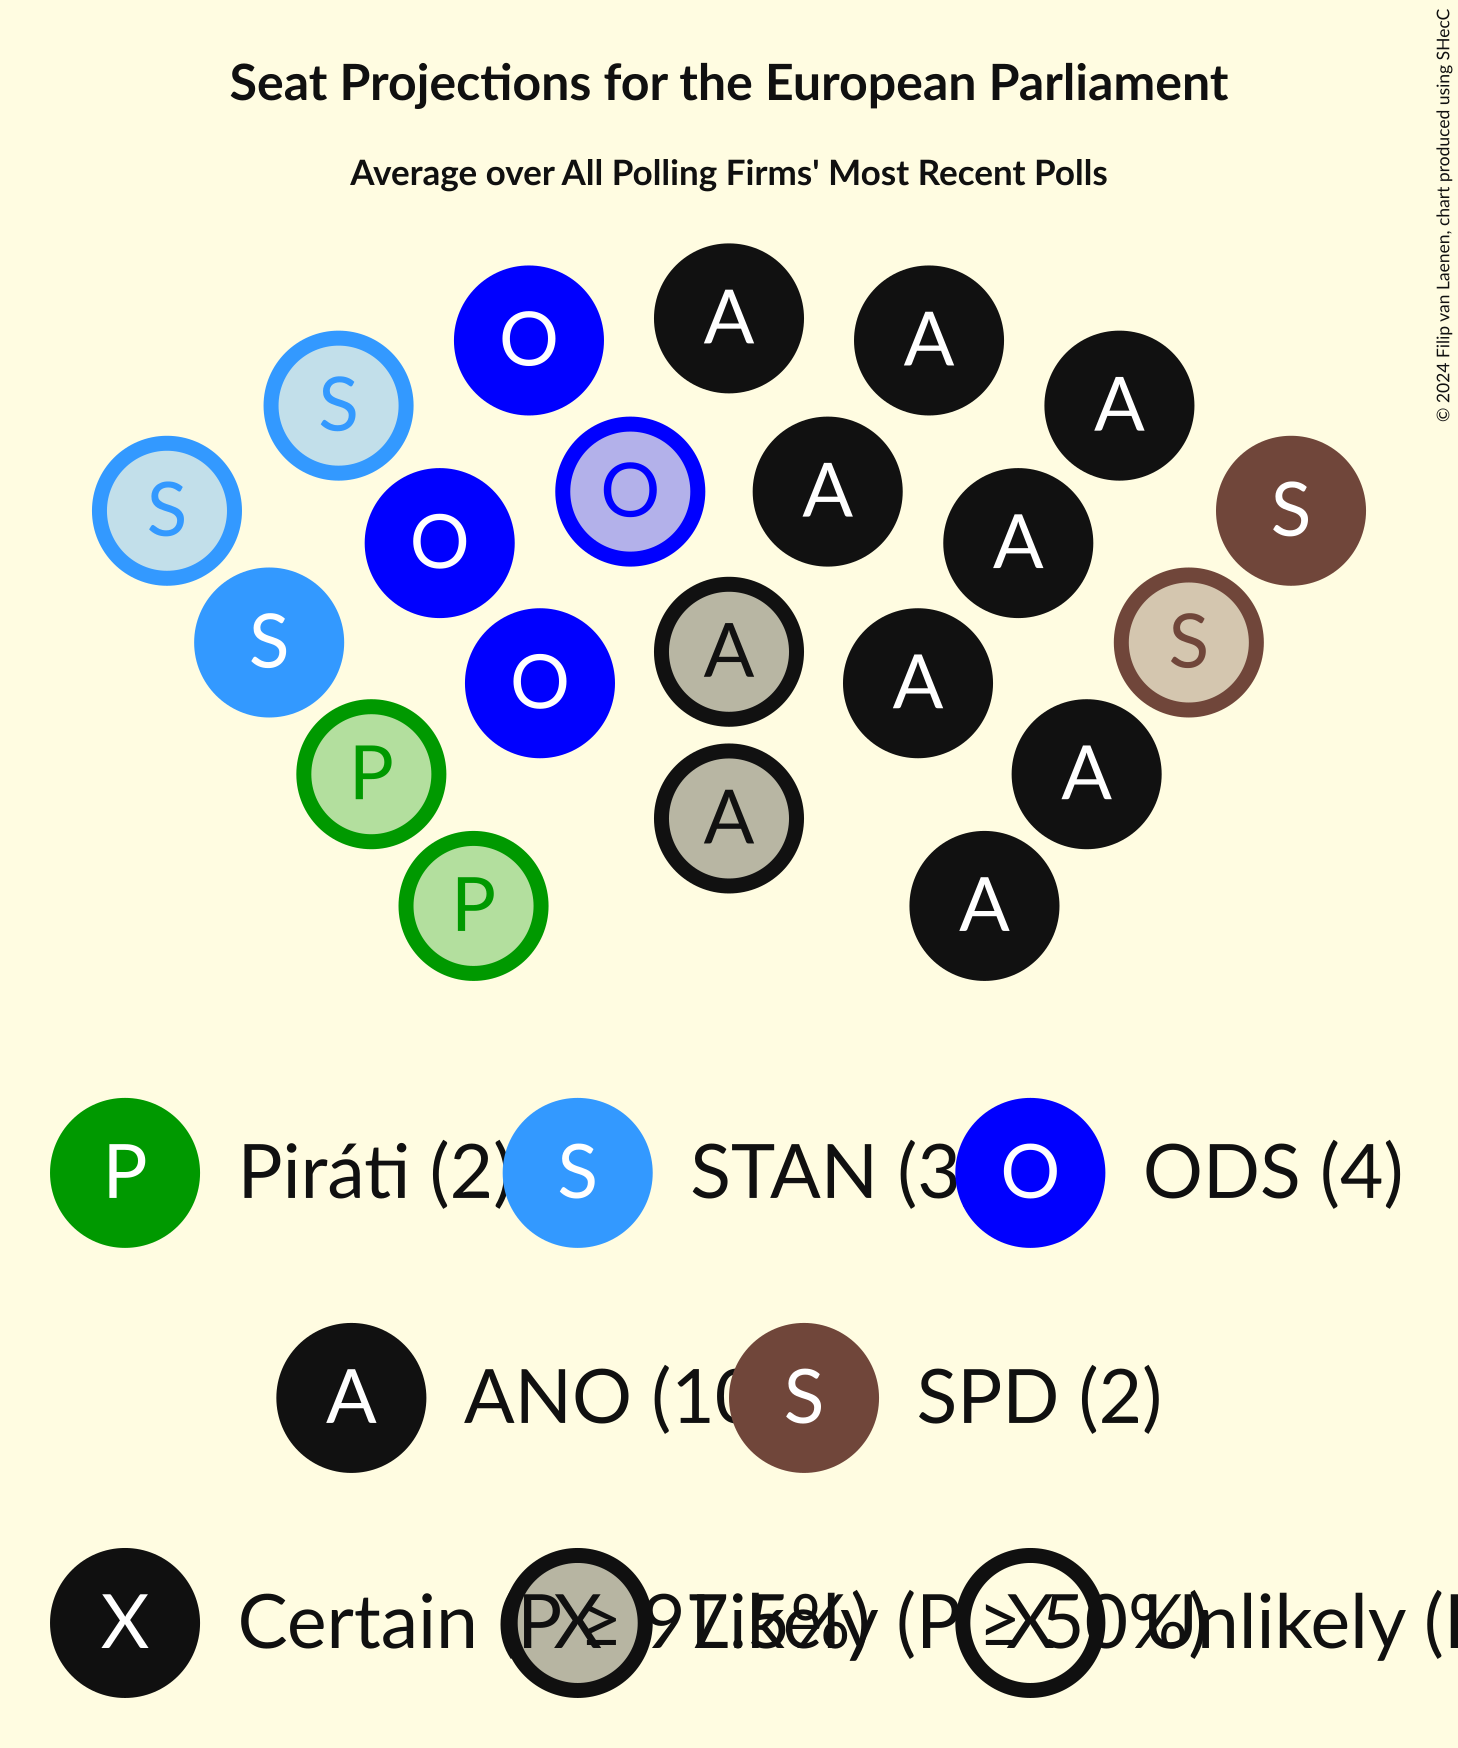 Seat Projections for the European Parliament
Average over All Polling Firms' Most Recent Polls
© 2024 Filip van Laenen, chart produced using SHecC
A
O A
S A
S O A S
O A
S A S
A
P O A A
A
P A
P Piráti (2) S STAN (3 O ODS (4)
A ANO (10 S SPD (2)
X Certain (P ≥ 97.5%) X Likely (P ≥ 50%) X Unlikely (